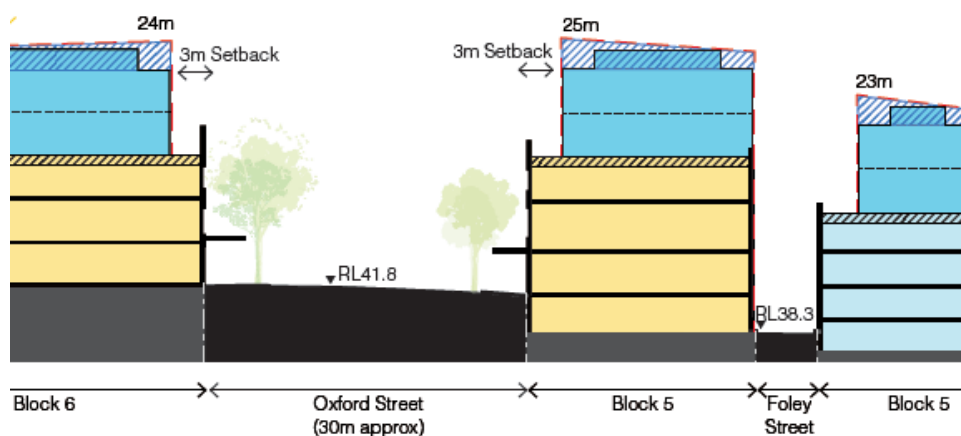 24m
3m Setback
25m
3m Setback
23m
RL41.8
RL38.3
Block 6
Oxford Street
(30m approx)
Block 5
Foley
Street
Block 5